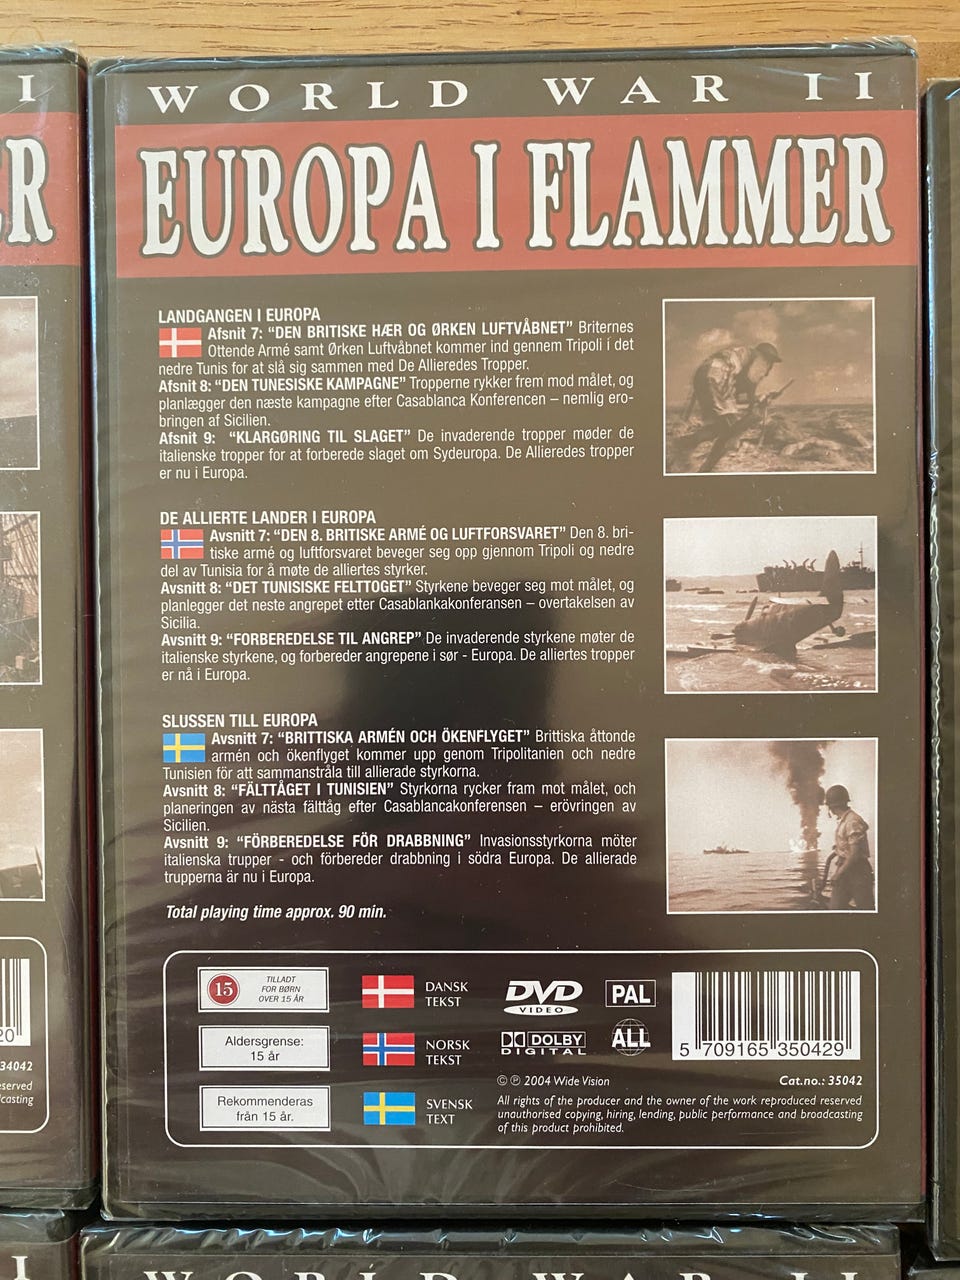 WORLD WAR II
EUROPA I FLAMMER
LANDGANGEN I EUROPA
Afsnit 7: “DEN BRITISKE HÆR OG ØRKEN LUFTVÅBNET” Briternes
Ottende Armé samt Ørken Luftvåbnet kommer ind gennem Tripoli i det
nedre Tunis for at slå sig sammen med De Allieredes Tropper.
Afsnit 8: “DEN TUNESISKE KAMPAGNE” Tropperne rykker frem mod målet, og
planlægger den næste kampagne efter Casablanca Konferencen – nemlig ero-
bringen af Sicilien.
Afsnit 9: “KLARGØRING TIL SLAGET” De invaderende tropper møder de
italienske tropper for at forberede slaget om Sydeuropa. De Allieredes tropper
er nu i Europa.
DE ALLIERTE LANDER I EUROPA
Avsnitt 7: “DEN 8. BRITISKE ARMÉ OG LUFTFORSVARET” Den 8. bri-
tiske armé og luftforsvaret beveger seg opp gjennom Tripoli og nedre
del av Tunisia for å møte de alliertes styrker.
Avsnitt 8: “DET TUNISISKE FELTTOGET” Styrkene beveger seg mot målet, og
planlegger det neste angrepet etter Casablankakonferansen – overtakelsen av
Sicilia.
Avsnitt 9: “FORBEREDELSE TIL ANGREP” De invaderende styrkene møter de
italienske styrkene, og forbereder angrepene i sør - Europa. De alliertes tropper
er nå i Europa.
SLUSSEN TILL EUROPA
Avsnitt 7: “BRITTISKA ARMÉN OCH ÖKENFLYGET” Brittiska åttonde
armén och ökenflyget kommer upp genom Tripolitanien och nedre
Tunisien för att sammanstråla till allierade styrkorna.
Avsnitt 8: “FÄLTTÅGET I TUNISIEN” Styrkorna rycker fram mot målet, och
planeringen av nästa fälttåg efter Casablancakonferensen – erövringen av
Sicilien.
Avsnitt 9: “FÖRBEREDELSE FÖR DRABBNING” Invasionsstyrkorna möter
italienska trupper - och förbereder drabbning i södra Europa. De allierade
trupperna är nu i Europa.
Total playing time approx. 90 min.
15 TILLADT
FOR BØRN
OVER 15 ÅR
Aldersgrense:
15 år
Rekommenderas
från 15 år.
DANSK
TEKST
NORSK
TEKST
SVENSK
TEXT
DVD
VIDEO
PAL
DOLBY
DIGITAL
ALL
5 709165 350429
© ℗ 2004 Wide Vision
Cat.no.: 35042
All rights of the producer and the owner of the work reproduced reserved
unauthorised copying, hiring, lending, public performance and broadcasting
of this product prohibited.
I
ER
20
34042
eserved
casting
I
WORLD WAR II